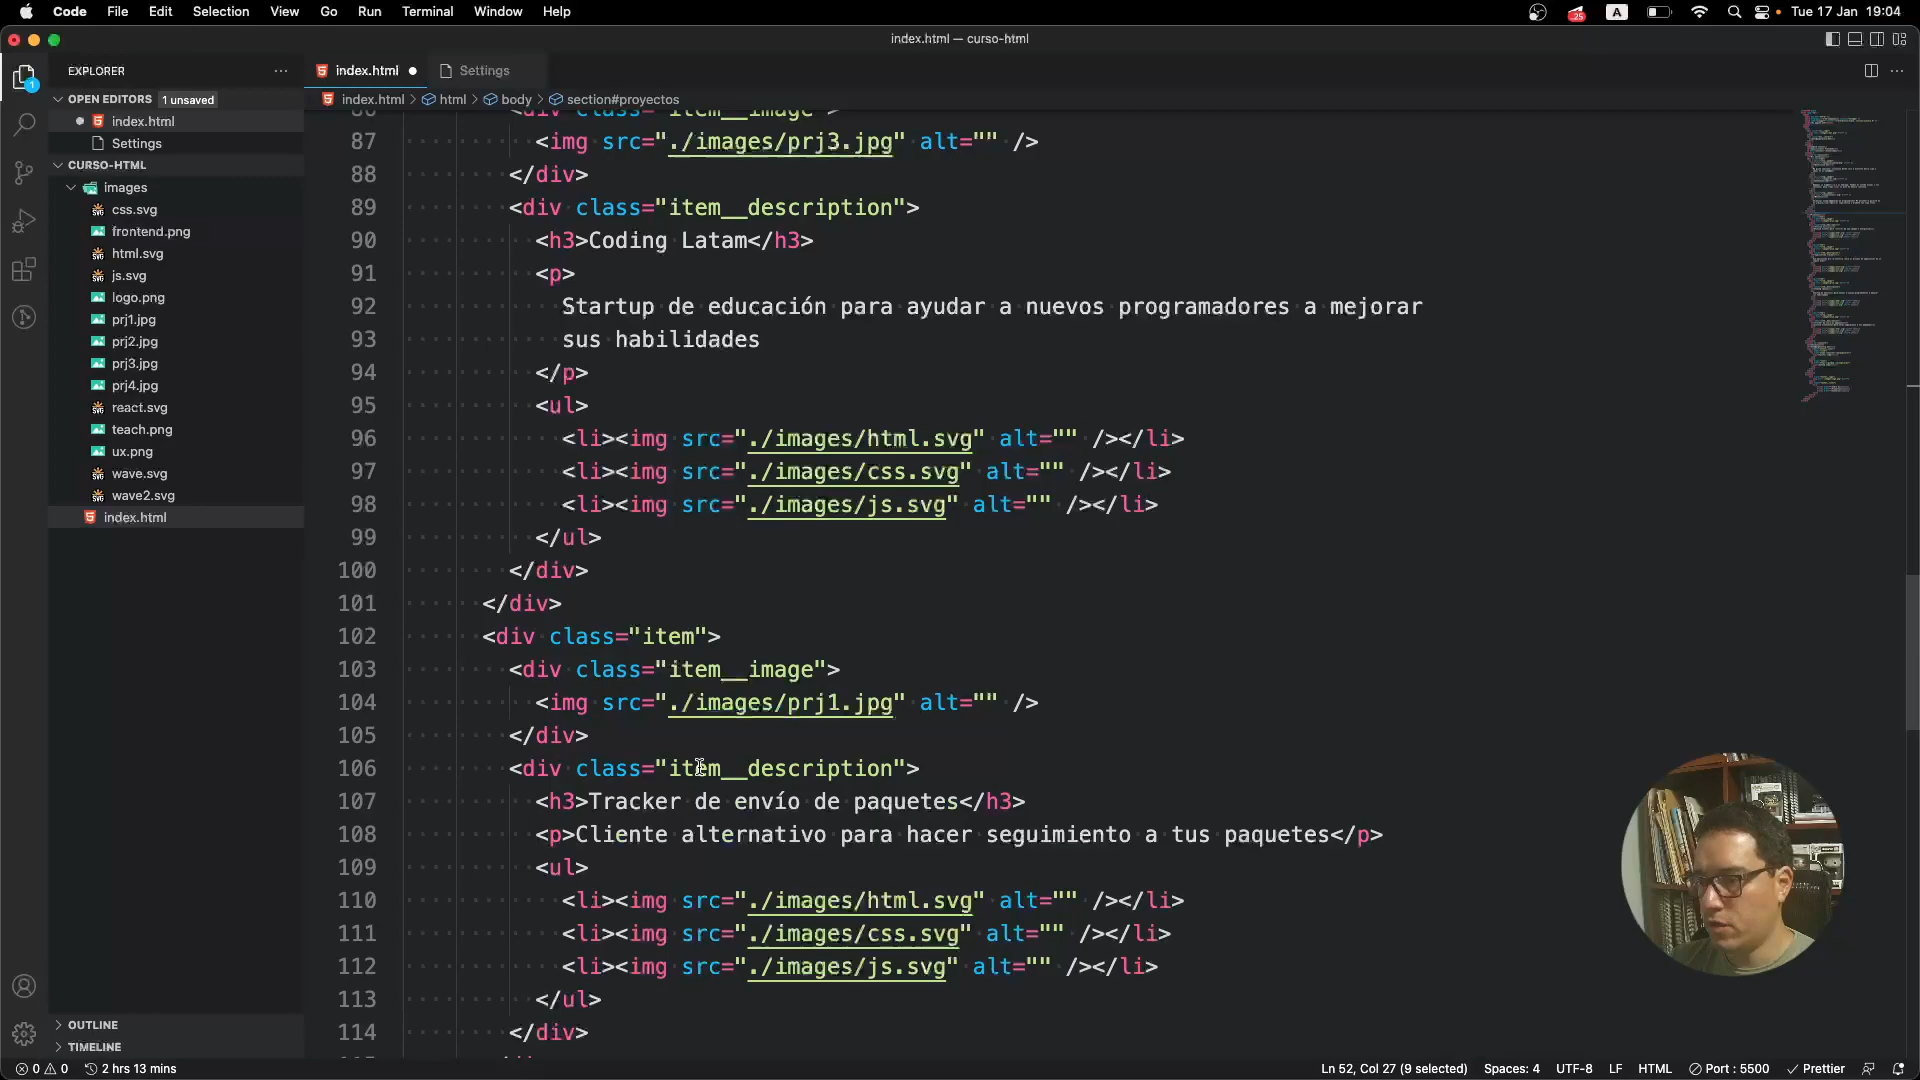 Code File Edit Selection View Go Run Terminal Window Help
25 A Tue 17 Jan 19:04
index.html — curso-html
EXPLORER
OPEN EDITORS 1 unsaved
index.html
Settings
CURSO-HTML
images
css.svg
frontend.png
html.svg
js.svg
logo.png
prj1.jpg
prj2.jpg
prj3.jpg
prj4.jpg
react.svg
teach.png
ux.png
wave.svg
wave2.svg
index.html
OUTLINE
TIMELINE
1
index.html Settings
index.html > html > body > section#proyectos
86 <div class="item__image">
87 <img src="./images/prj3.jpg" alt="" />
88 </div>
89 <div class="item__description">
90 <h3>Coding Latam</h3>
91 <p>
92 Startup de educación para ayudar a nuevos programadores a mejorar
93 sus habilidades
94 </p>
95 <ul>
96 <li><img src="./images/html.svg" alt="" /></li>
97 <li><img src="./images/css.svg" alt="" /></li>
98 <li><img src="./images/js.svg" alt="" /></li>
99 </ul>
100 </div>
101 </div>
102 <div class="item">
103 <div class="item__image">
104 <img src="./images/prj1.jpg" alt="" />
105 </div>
106 <div class="item__description">
107 <h3>Tracker de envío de paquetes</h3>
108 <p>Cliente alternativo para hacer seguimiento a tus paquetes</p>
109 <ul>
110 <li><img src="./images/html.svg" alt="" /></li>
111 <li><img src="./images/css.svg" alt="" /></li>
112 <li><img src="./images/js.svg" alt="" /></li>
113 </ul>
114 </div>
0 0 2 hrs 13 mins
Ln 52, Col 27 (9 selected) Spaces: 4 UTF-8 LF HTML Port : 5500 Prettier